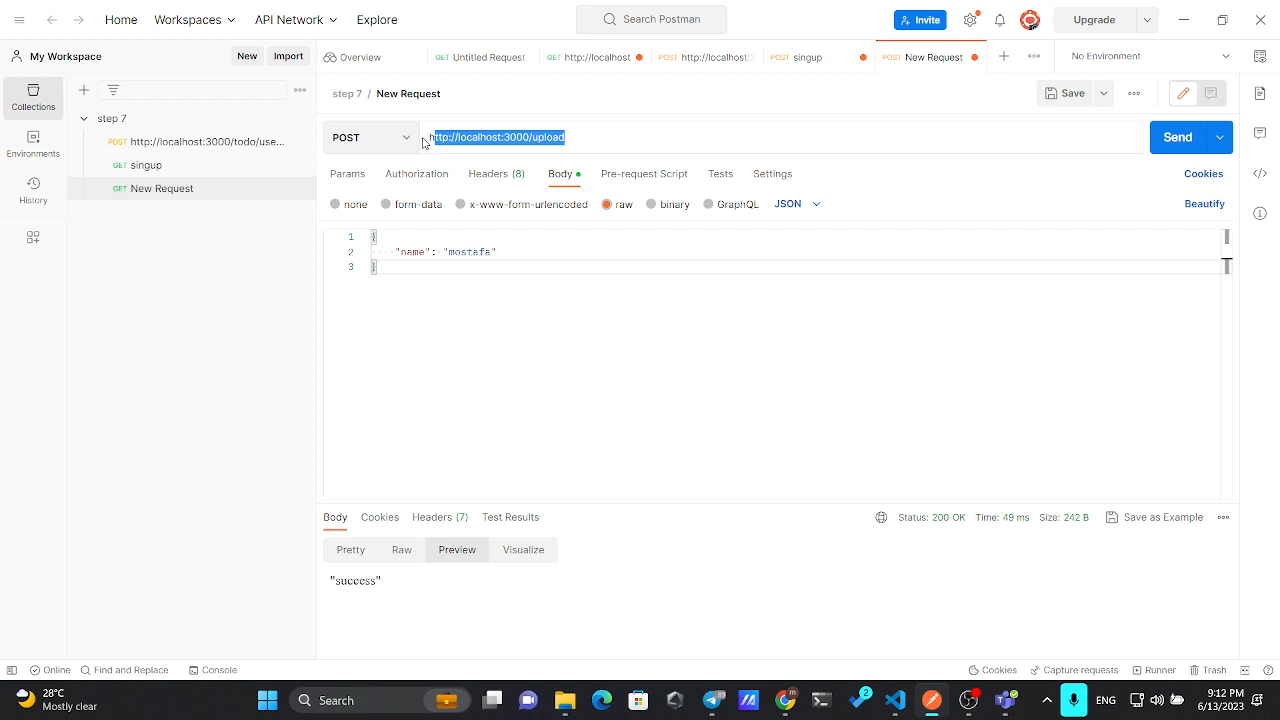 Home Workspaces API Network Explore Search Postman Invite Upgrade
My Workspace New Import Overview GET Untitled Request GET http://localhost POST http://localhost: POST singup POST New Request No Environment
Collections
step 7 / New Request Save
step 7
Environments
POST http://localhost:3000/todo/use...
POST http://localhost:3000/upload Send
GET singup
History
GET New Request
Params Authorization Headers (8) Body Pre-request Script Tests Settings Cookies
none form-data x-www-form-urlencoded raw binary GraphQL JSON Beautify
1 {
2 "name": "mostafa"
3 }
Body Cookies Headers (7) Test Results Status: 200 OK Time: 49 ms Size: 242 B Save as Example
Pretty Raw Preview Visualize
"success"
Online Find and Replace Console Cookies Capture requests Runner Trash
28°C
Mostly clear
Search
2
ENG
9:12 PM
6/13/2023